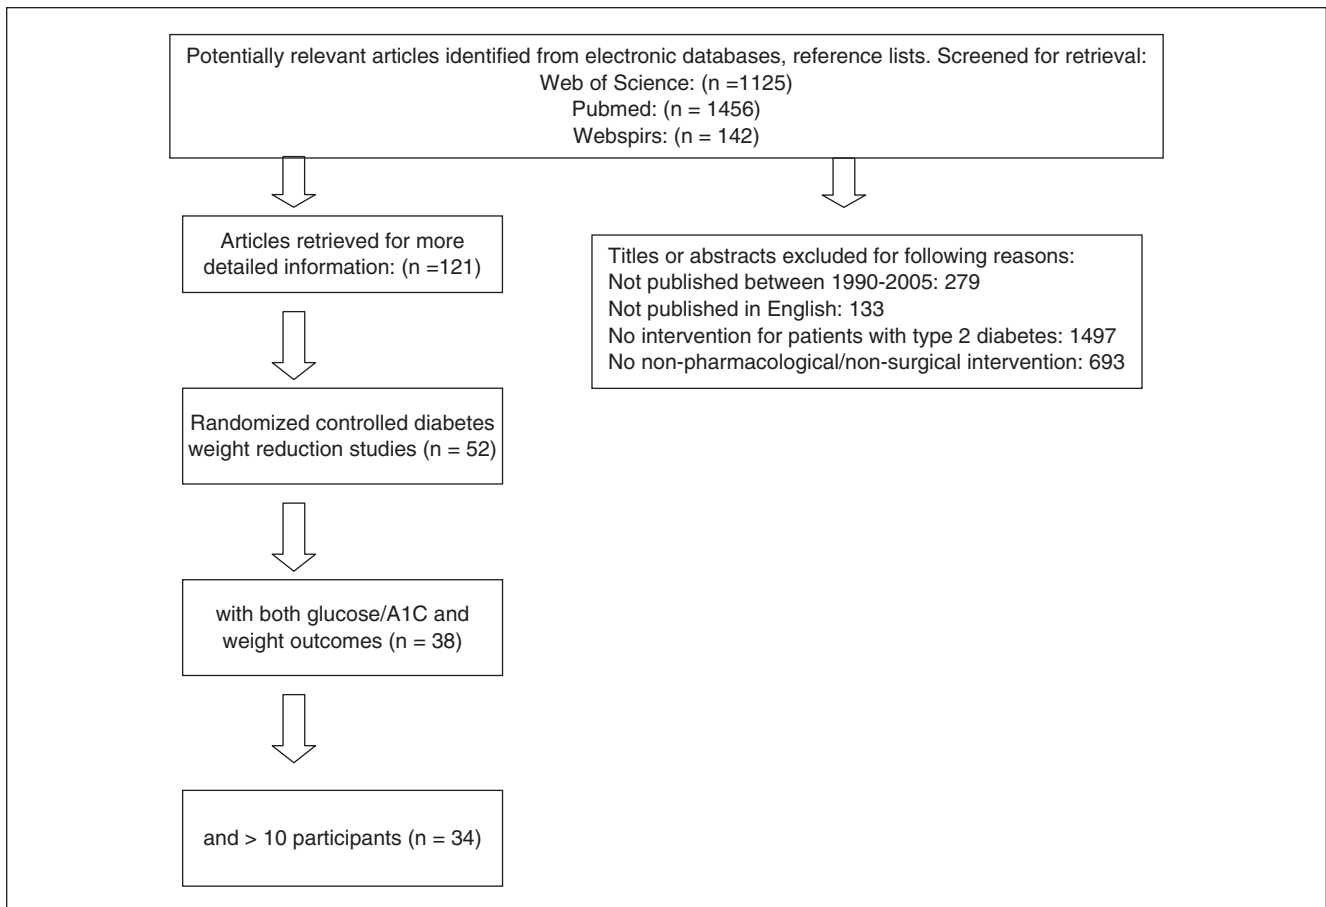 Potentially relevant articles identified from electronic databases, reference lists. Screened for retrieval:
Web of Science: (n =1125)
Pubmed: (n = 1456)
Webspirs: (n = 142)
Articles retrieved for more
detailed information: (n =121)
Titles or abstracts excluded for following reasons:
Not published between 1990-2005: 279
Not published in English: 133
No intervention for patients with type 2 diabetes: 1497
No non-pharmacological/non-surgical intervention: 693
Randomized controlled diabetes
weight reduction studies (n = 52)
with both glucose/A1C and
weight outcomes (n = 38)
and > 10 participants (n = 34)